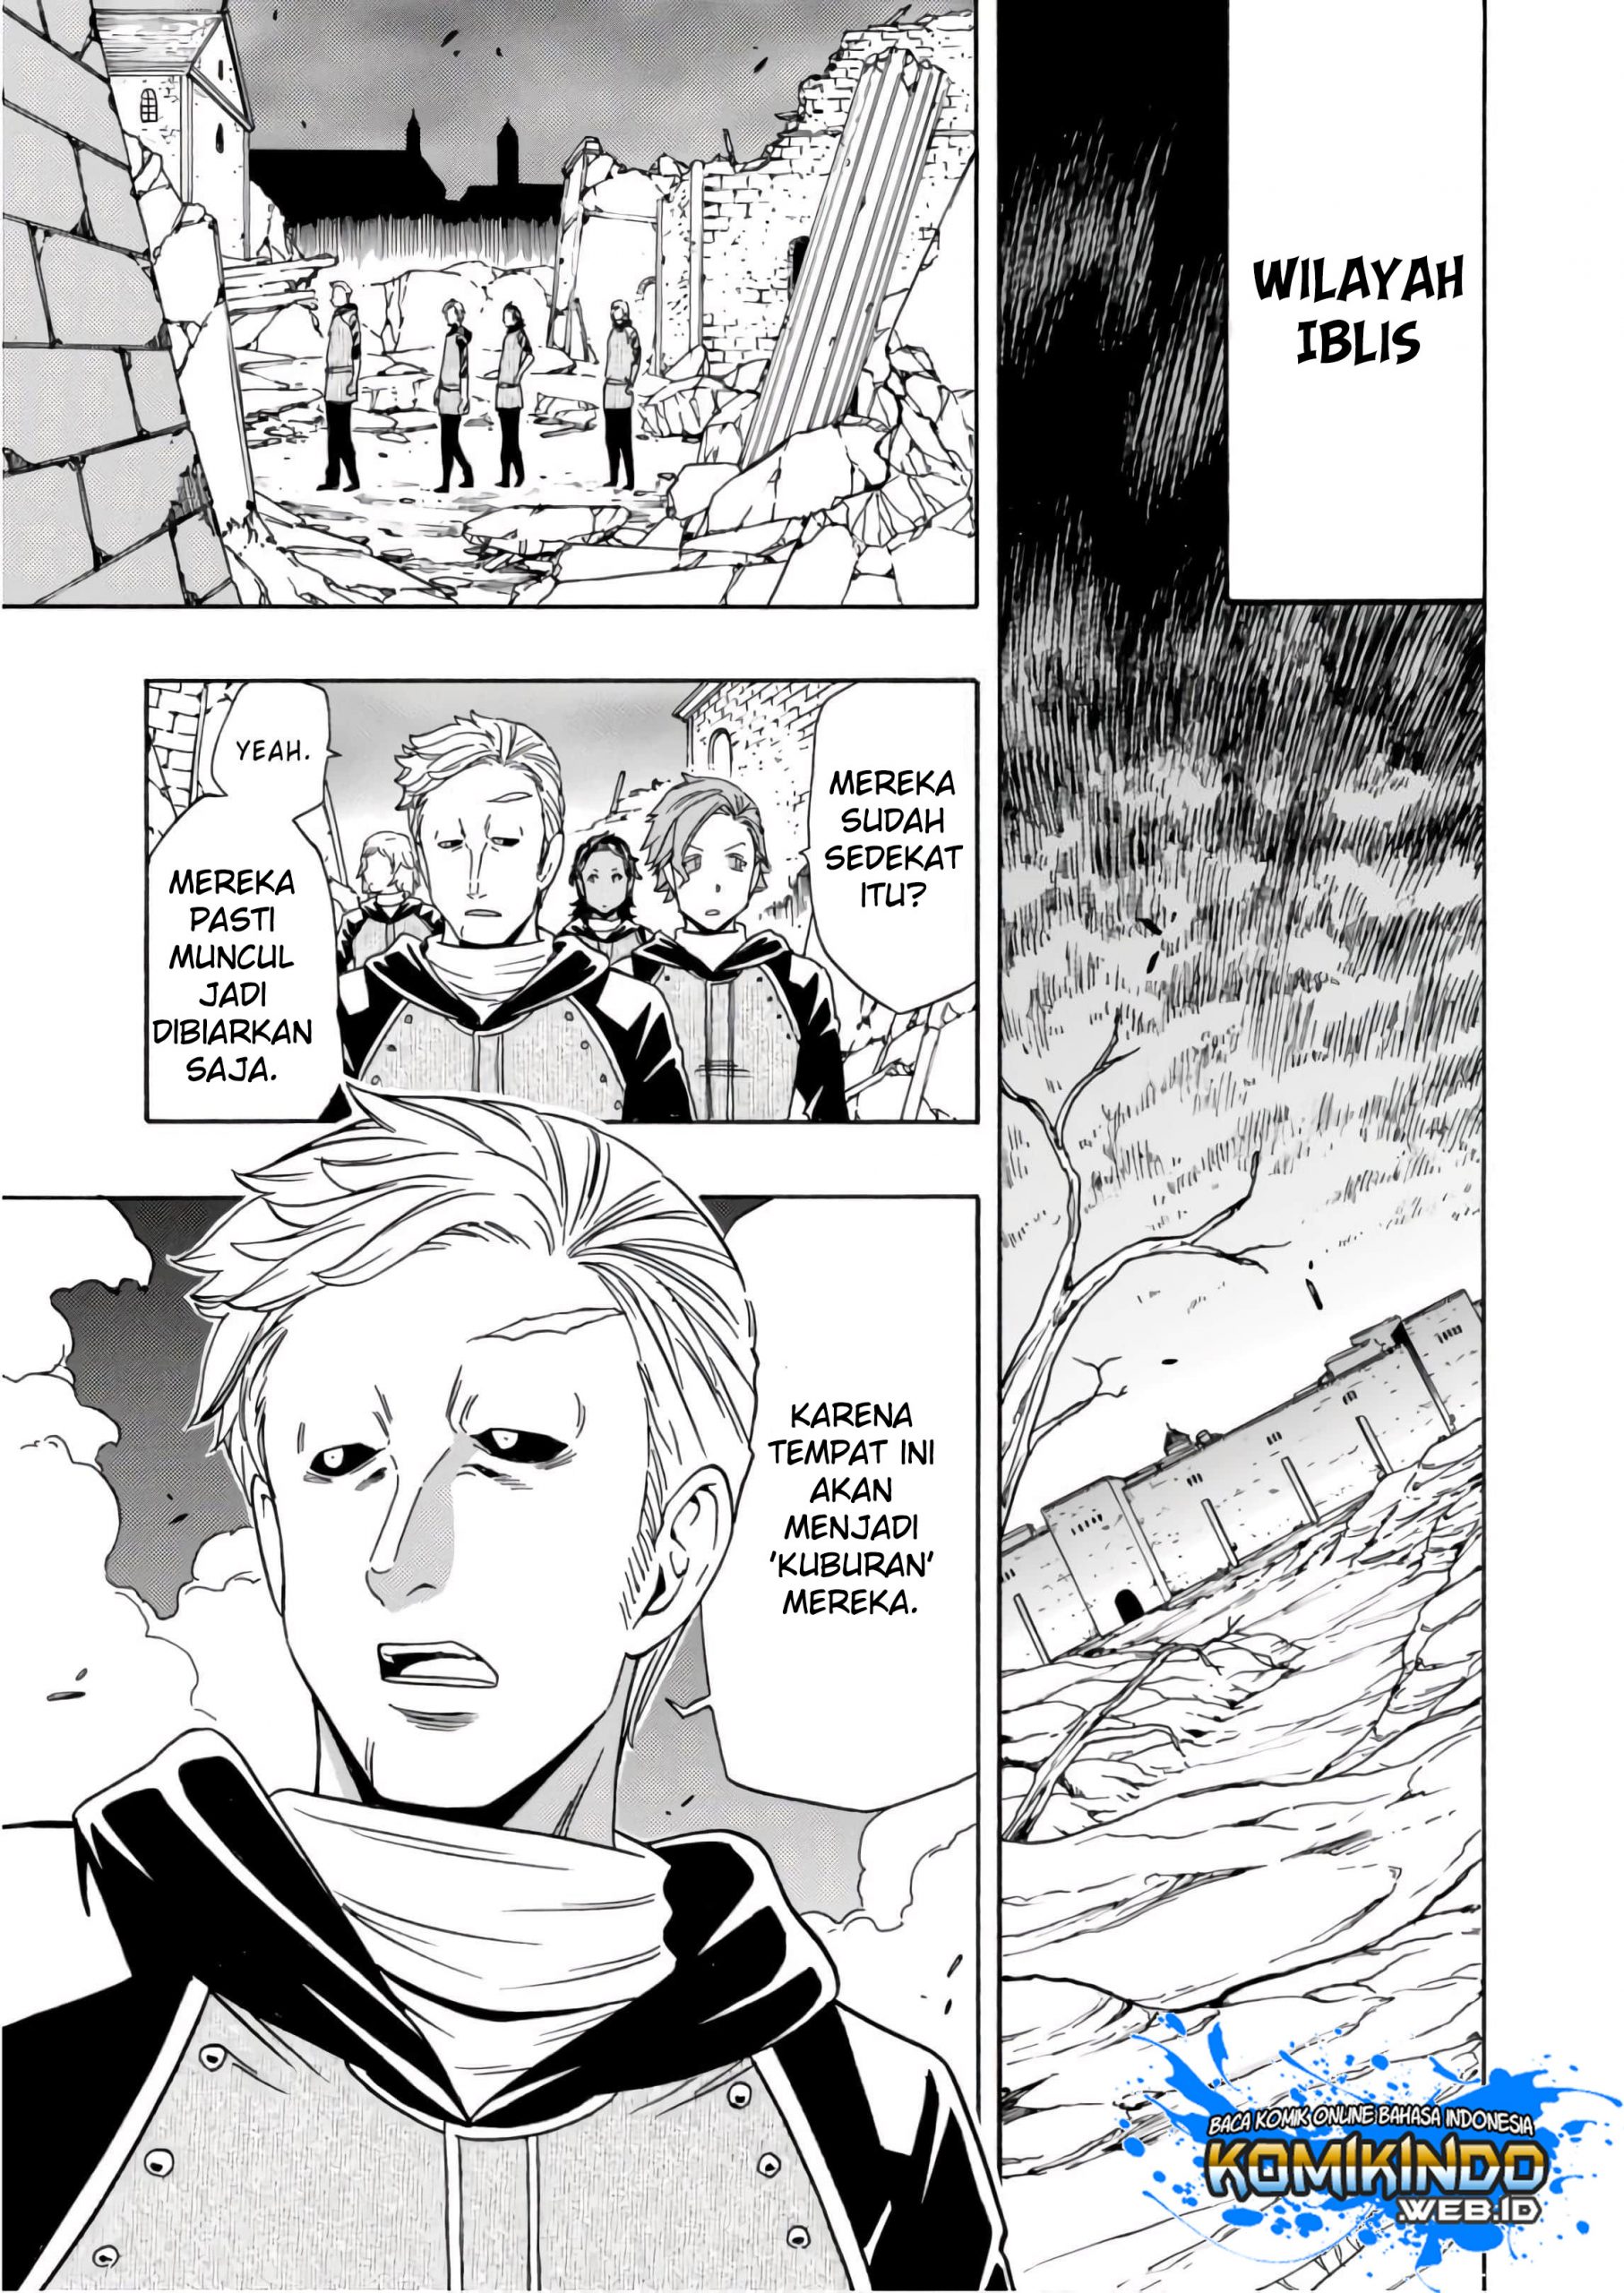 WILAYAH
IBLIS
MEREKA
SUDAH
SEDEKAT
ITU?
YEAH.
MEREKA
PASTI
MUNCUL
JADI
DIBIARKAN
SAJA.
KARENA
TEMPAT INI
AKAN
MENJADI
'KUBURAN'
MEREKA.
BACA KOMIK ONLINE BAHASA INDONESIA
KOMIKINDO
.WEB.ID